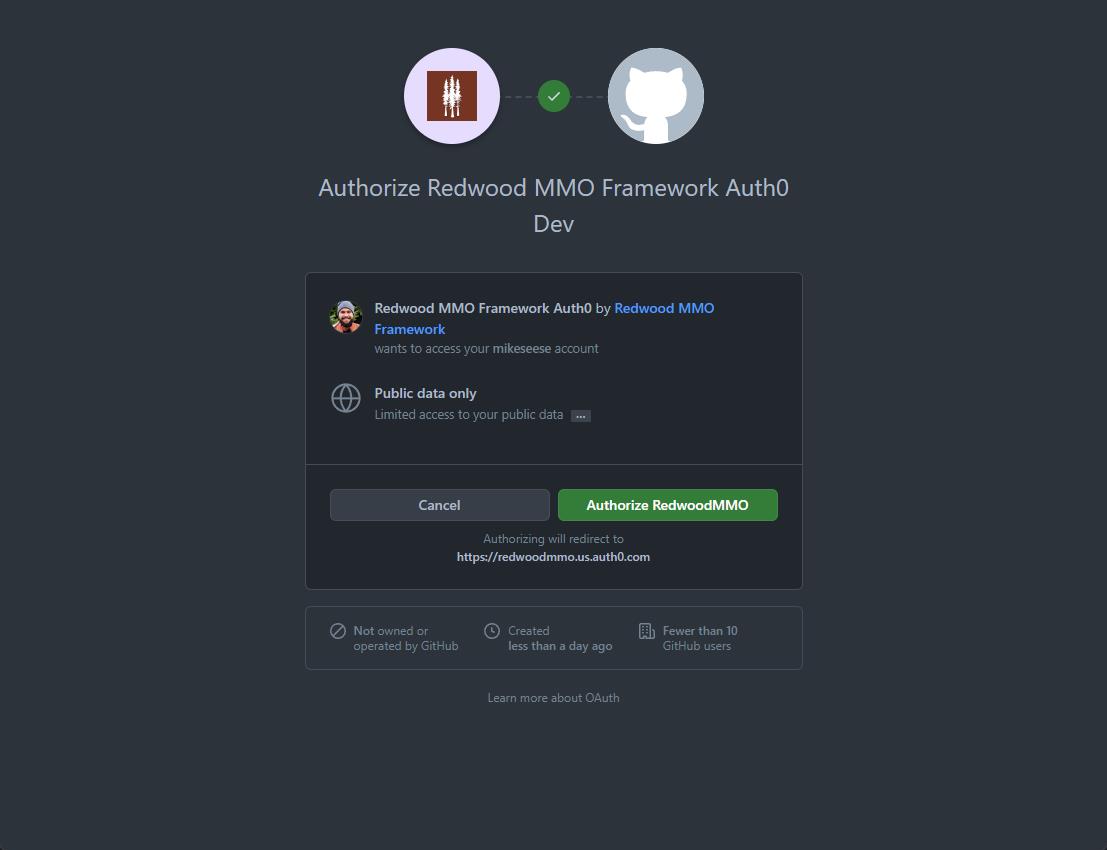 Authorize Redwood MMO Framework Auth0
Dev
Redwood MMO Framework Auth0 by Redwood MMO
Framework
wants to access your mikeseese account
Public data only
Limited access to your public data ...
Cancel
Authorize RedwoodMMO
Authorizing will redirect to
https://redwoodmmo.us.auth0.com
Not owned or
operated by GitHub
Created
less than a day ago
Fewer than 10
GitHub users
Learn more about OAuth